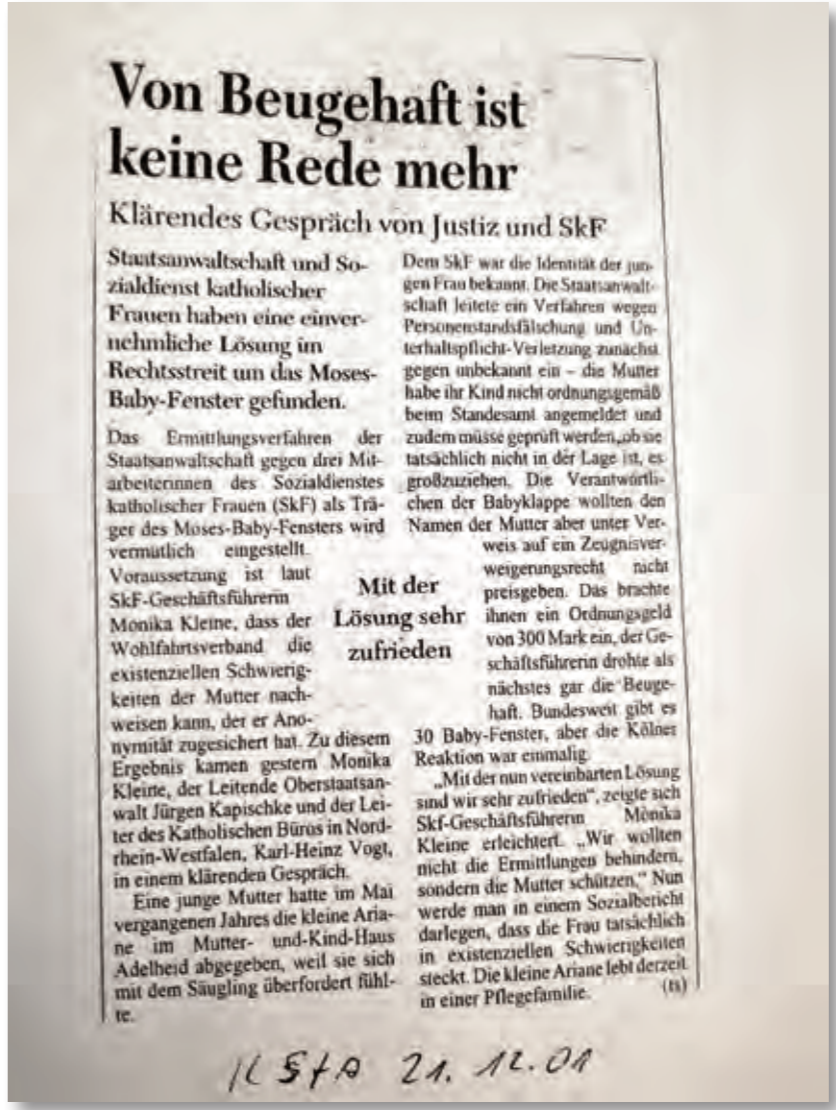 Von Beugehaft ist
keine Rede mehr
Klärendes Gespräch von Justiz und SkF
Staatsanwaltschaft und So-
zialdienst katholischer
Frauen haben eine einver-
nehmliche Lösung im
Rechtsstreit um das Moses-
Baby-Fenster gefunden.
Das Ermittlungsverfahren der
Staatsanwaltschaft gegen drei Mit-
arbeiterinnen des Sozialdienstes
katholischer Frauen (SkF) als Trä-
ger des Moses-Baby-Fensters wird
vermutlich eingestellt.
Voraussetzung ist laut
SkF-Geschäftsführerin
Monika Kleine, dass der
Wohlfahrtsverband die
existenziellen Schwierig-
keiten der Mutter nach-
weisen kann, der er Ano-
nymität zugesichert hat. Zu diesem
Ergebnis kamen gestern Monika
Kleine, der Leitende Oberstaatsan-
walt Jürgen Kapischke und der Lei-
ter des Katholischen Büros in Nord-
rhein-Westfalen, Karl-Heinz Vogt,
in einem klärenden Gespräch.
Eine junge Mutter hatte im Mai
vergangenen Jahres die kleine Aria-
ne im Mutter- und-Kind-Haus
Adelheid abgegeben, weil sie sich
mit dem Säugling überfordert fühl-
te.
Mit der
Lösung sehr
zufrieden
Dem SkF war die Identität der jun-
gen Frau bekannt. Die Staatsanwalt-
schaft leitete ein Verfahren wegen
Personenstandsfälschung und Un-
terhaltspflicht-Verletzung zunächst
gegen unbekannt ein – die Mutter
habe ihr Kind nicht ordnungsgemäß
beim Standesamt angemeldet und
zudem müsse geprüft werden, ob sie
tatsächlich nicht in der Lage ist, es
großzuziehen. Die Verantwortli-
chen der Babyklappe wollten den
Namen der Mutter aber unter Ver-
weis auf ein Zeugnisver-
weigerungsrecht nicht
preisgeben. Das brachte
ihnen ein Ordnungsgeld
von 300 Mark ein, der Ge-
schäftsführerin drohte als
nächstes gar die Beuge-
haft. Bundesweit gibt es
30 Baby-Fenster, aber die Kölner
Reaktion war einmalig.
„Mit der nun vereinbarten Lösung
sind wir sehr zufrieden“, zeigte sich
Skf-Geschäftsführerin Monika
Kleine erleichtert. „Wir wollten
nicht die Ermittlungen behindern,
sondern die Mutter schützen.“ Nun
werde man in einem Sozialbericht
darlegen, dass die Frau tatsächlich
in existenziellen Schwierigkeiten
steckt. Die kleine Ariane lebt derzeit
in einer Pflegefamilie. (ts)
KStA 21.12.01